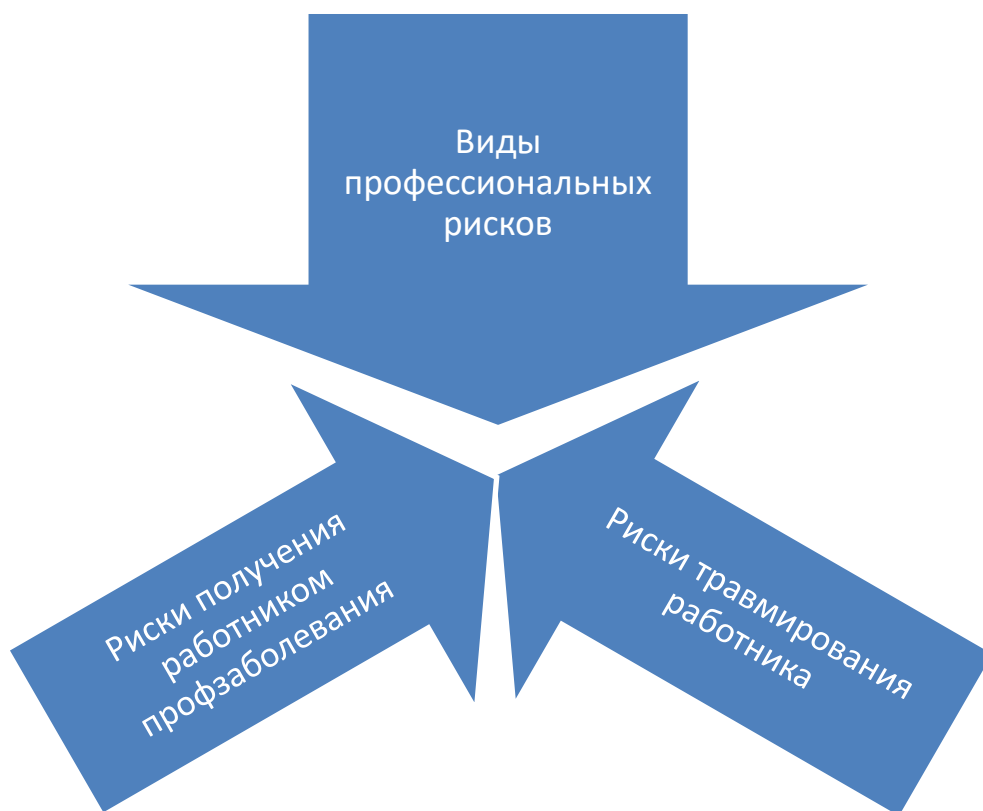 Виды
профессиональных
рисков
Риски получения
работником
профзаболевания
Риски травмирования
работника